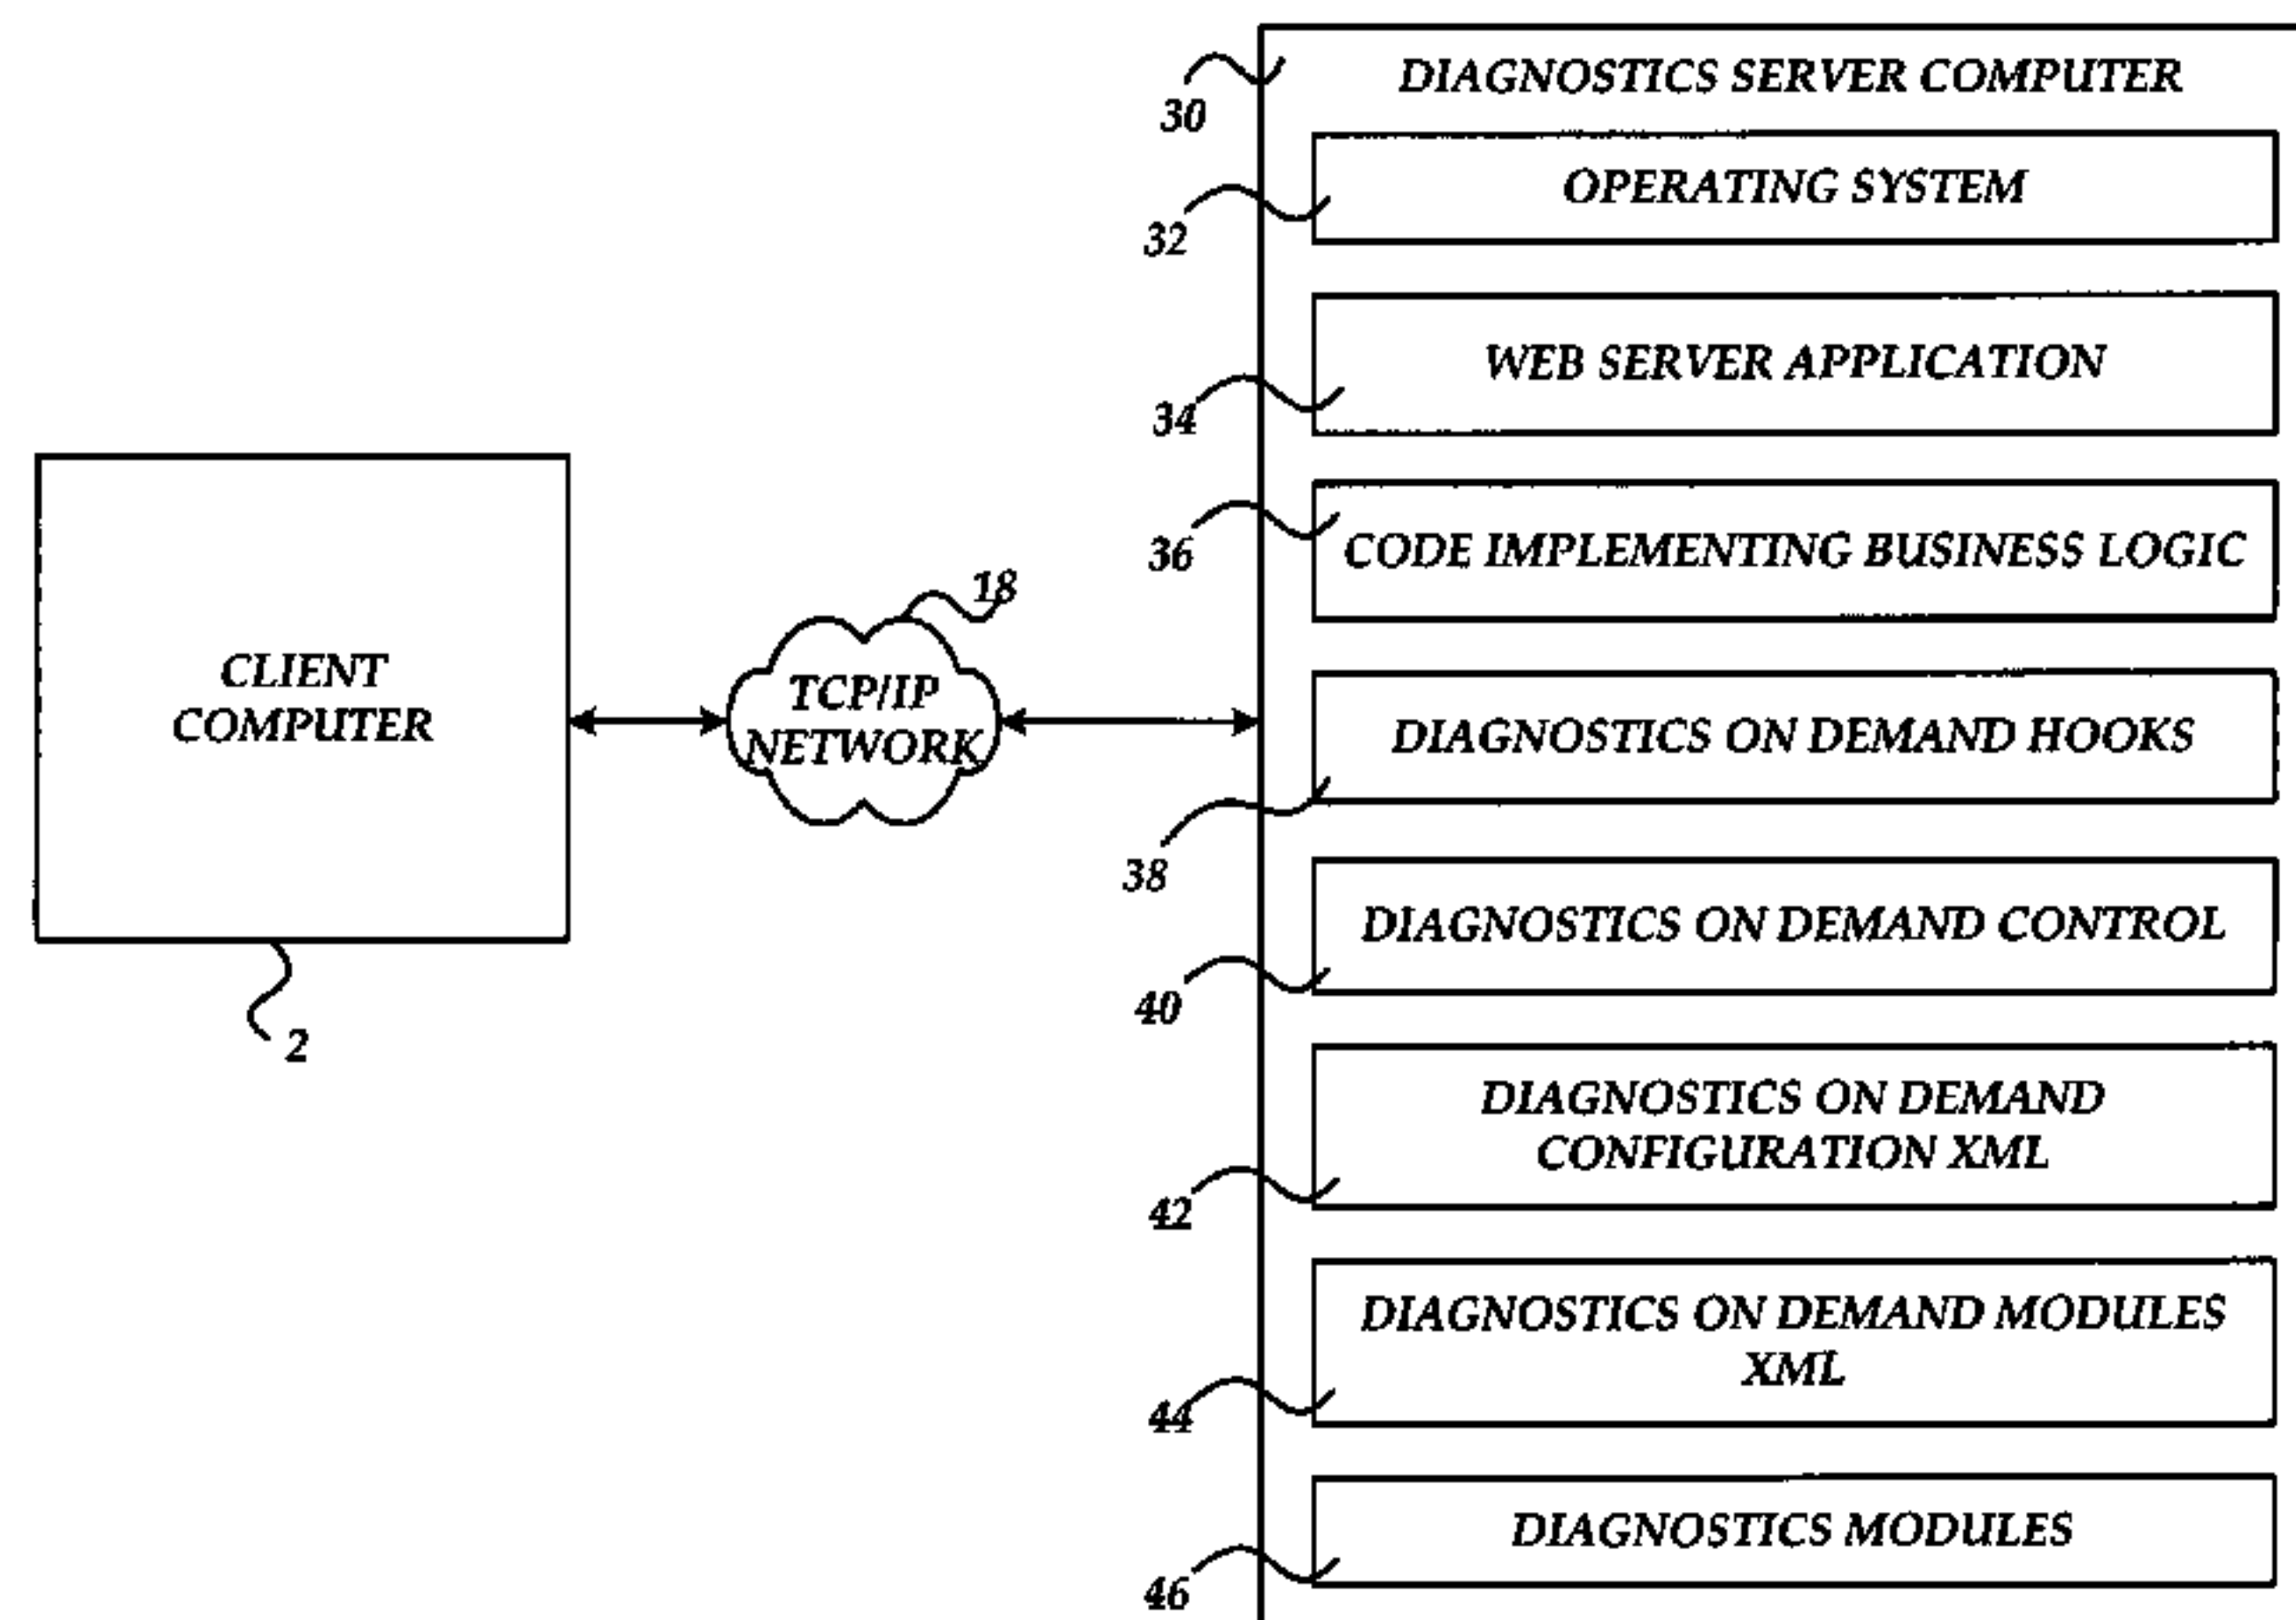 DIAGNOSTICS SERVER COMPUTER
30
OPERATING SYSTEM
32
WEB SERVER APPLICATION
34
CODE IMPLEMENTING BUSINESS LOGIC
36
18
CLIENT
COMPUTER
TCP/IP
NETWORK
2
DIAGNOSTICS ON DEMAND HOOKS
38
DIAGNOSTICS ON DEMAND CONTROL
40
DIAGNOSTICS ON DEMAND
CONFIGURATION XML
42
DIAGNOSTICS ON DEMAND MODULES
XML
44
DIAGNOSTICS MODULES
46